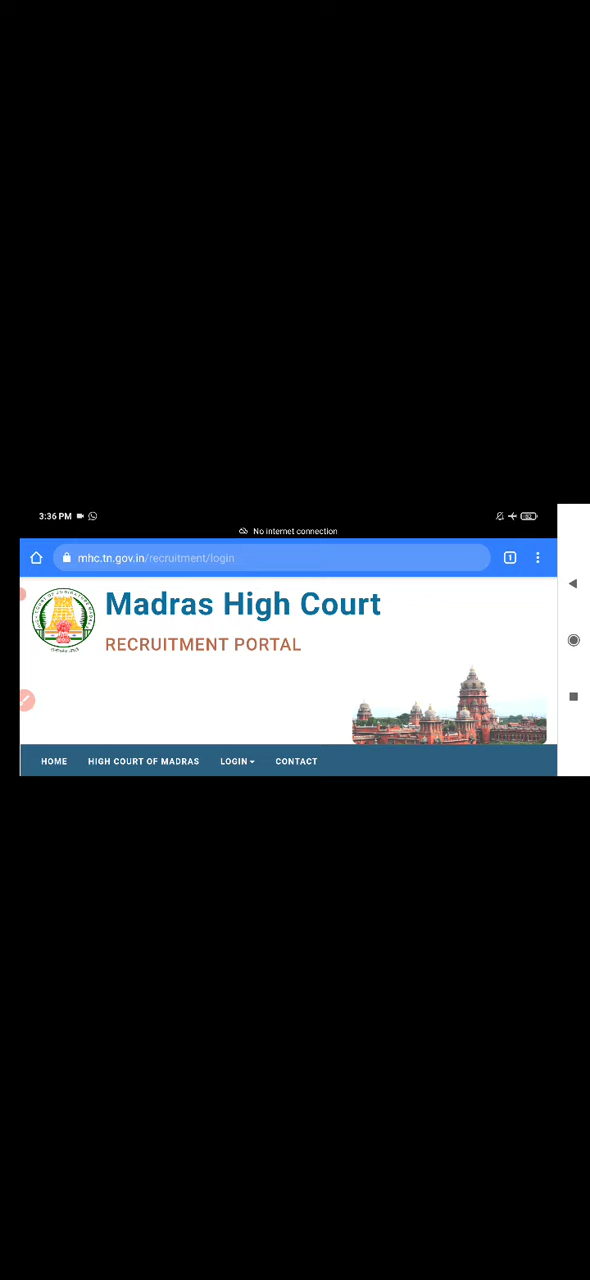 3:36 PM
No internet connection
mhc.tn.gov.in/recruitment/login
1
Madras High Court
RECRUITMENT PORTAL
HOME HIGH COURT OF MADRAS LOGIN CONTACT